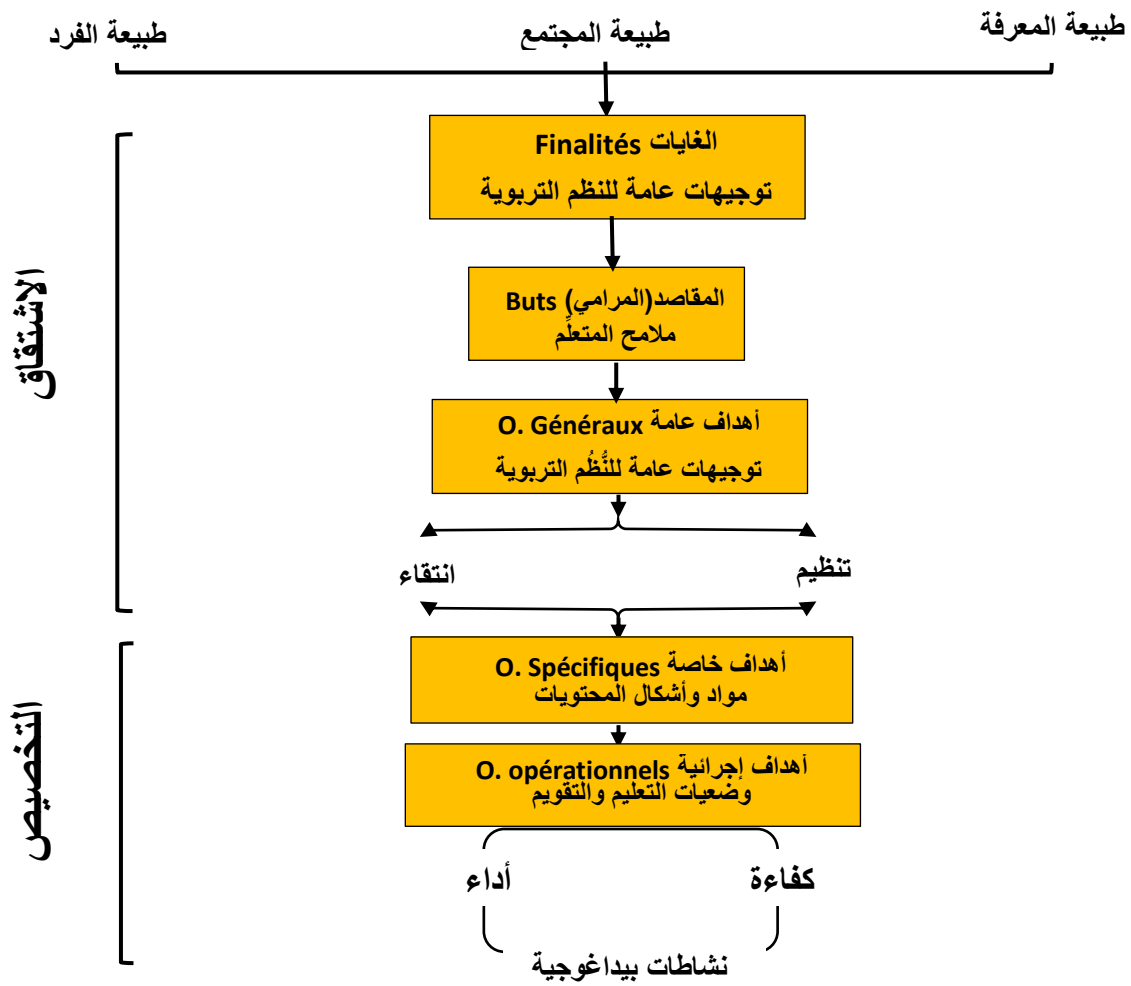 طبيعة المعرفة
طبيعة المجتمع
طبيعة الفرد
الغايات Finalités
توجيهات عامة للنظم التربوية
المقاصد(المرامي) Buts
ملامح المتعلِّم
أهداف عامة O. Généraux
توجيهات عامة للنُّظُم التربوية
تنظيم
انتقاء
الاشتقاق
أهداف خاصة O. Spécifiques
مواد وأشكال المحتويات
أهداف إجرائية O. opérationnels
وضعيات التعليم والتقويم
كفاءة
أداء
نشاطات بيداغوجية
التخصيص